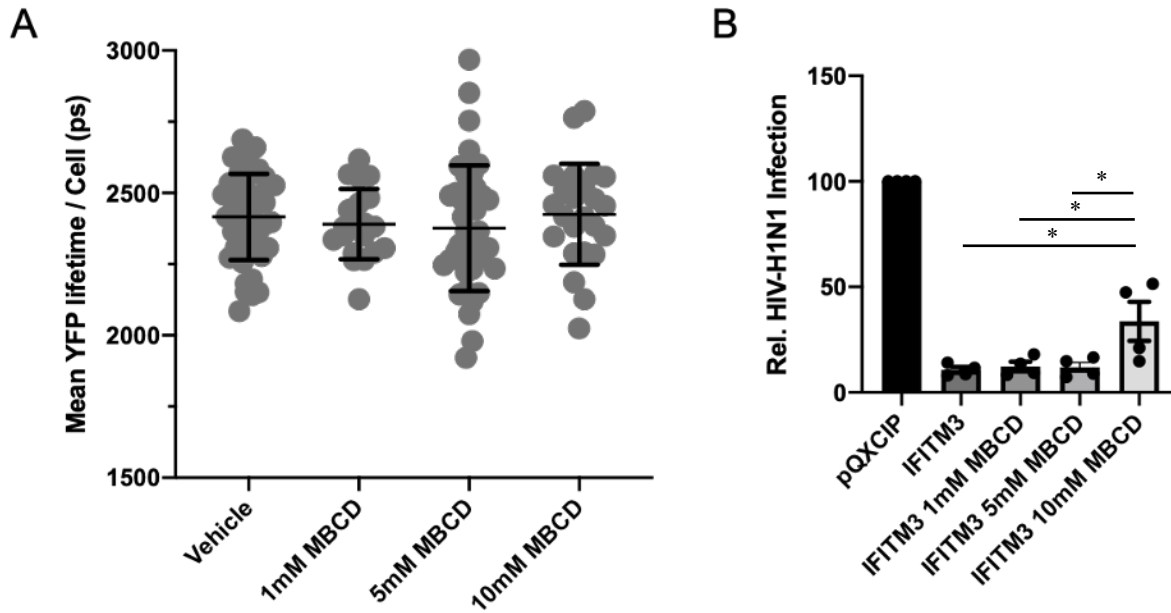 A
Mean YFP lifetime / Cell (ps)
3000
2500
2000
1500
Vehicle
1mM MBCD
5mM MBCD
10mM MBCD
B
Rel. HIV-H1N1 Infection
150
100
50
0
*
*
*
pQXCIP
IFITM3
IFITM3 1mM MBCD
IFITM3 5mM MBCD
IFITM3 10mM MBCD